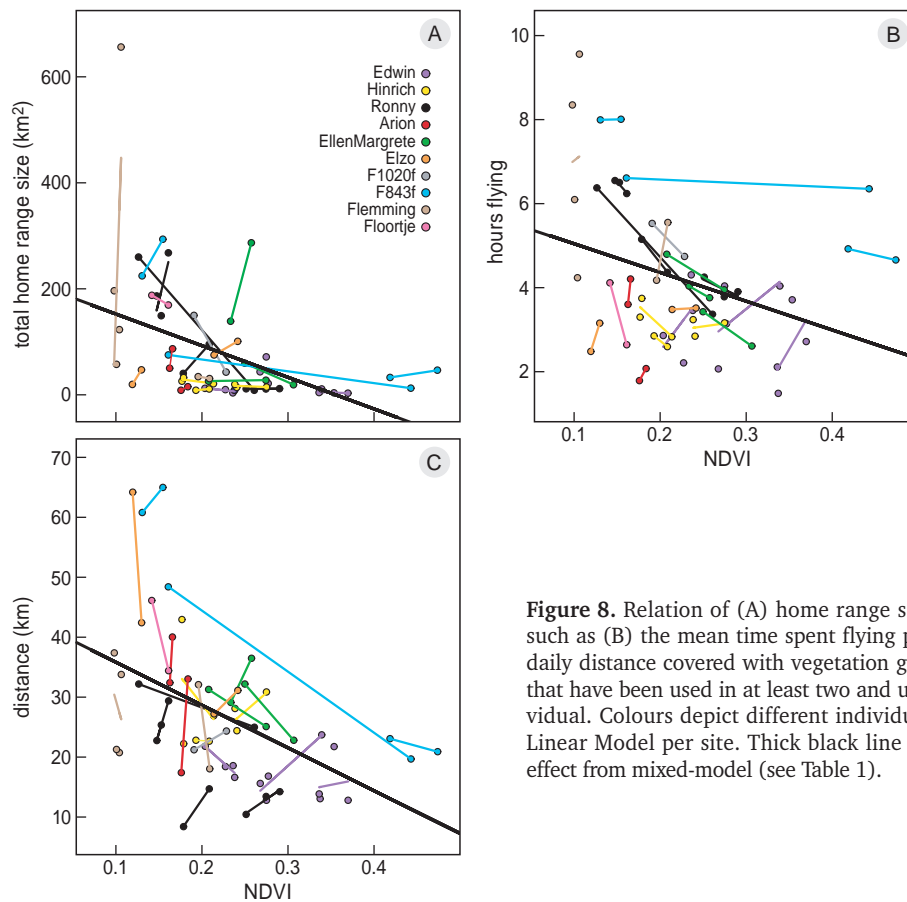 A
600
400
200
0
total home range size (km2)
Edwin
Hinrich
Ronny
Arion
EllenMargrete
Elzo
F1020f
F843f
Flemming
Floortje
B
10
8
6
4
2
hours flying
0.1 0.2 0.3 0.4
NDVI
C
70
60
50
40
30
20
10
distance (km)
0.1 0.2 0.3 0.4
NDVI
Figure 8. Relation of (A) home range s
such as (B) the mean time spent flying p
daily distance covered with vegetation g
that have been used in at least two and u
vidual. Colours depict different individu
Linear Model per site. Thick black line
effect from mixed-model (see Table 1).